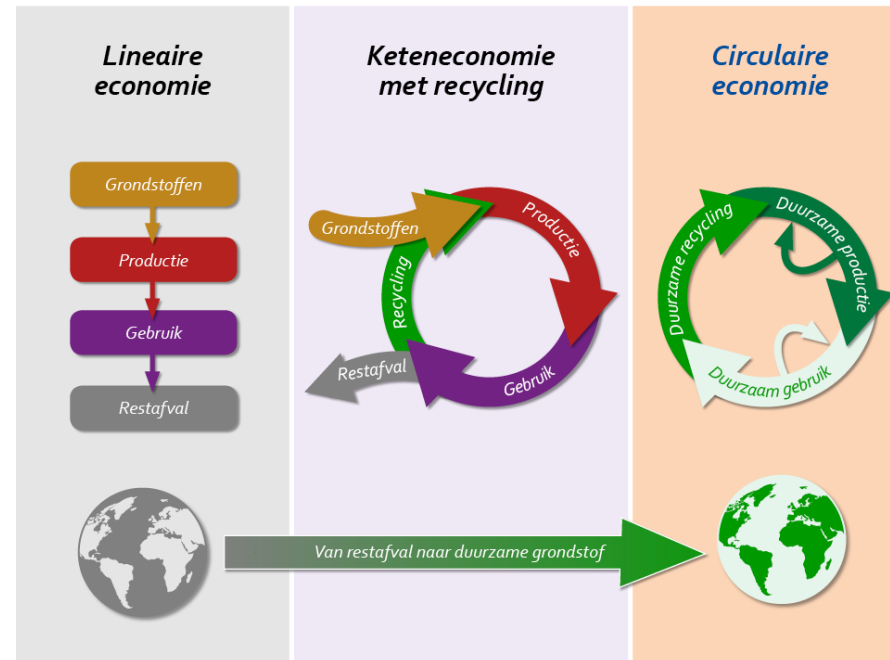 Lineaire
economie
Grondstoffen
Productie
Gebruik
Restafval
Keteneconomie
met recycling
Grondstoffen
Productie
Gebruik
Recycling
Restafval
Circulaire
economie
Duurzame productie
Duurzaam gebruik
Duurzame recycling
Van restafval naar duurzame grondstof